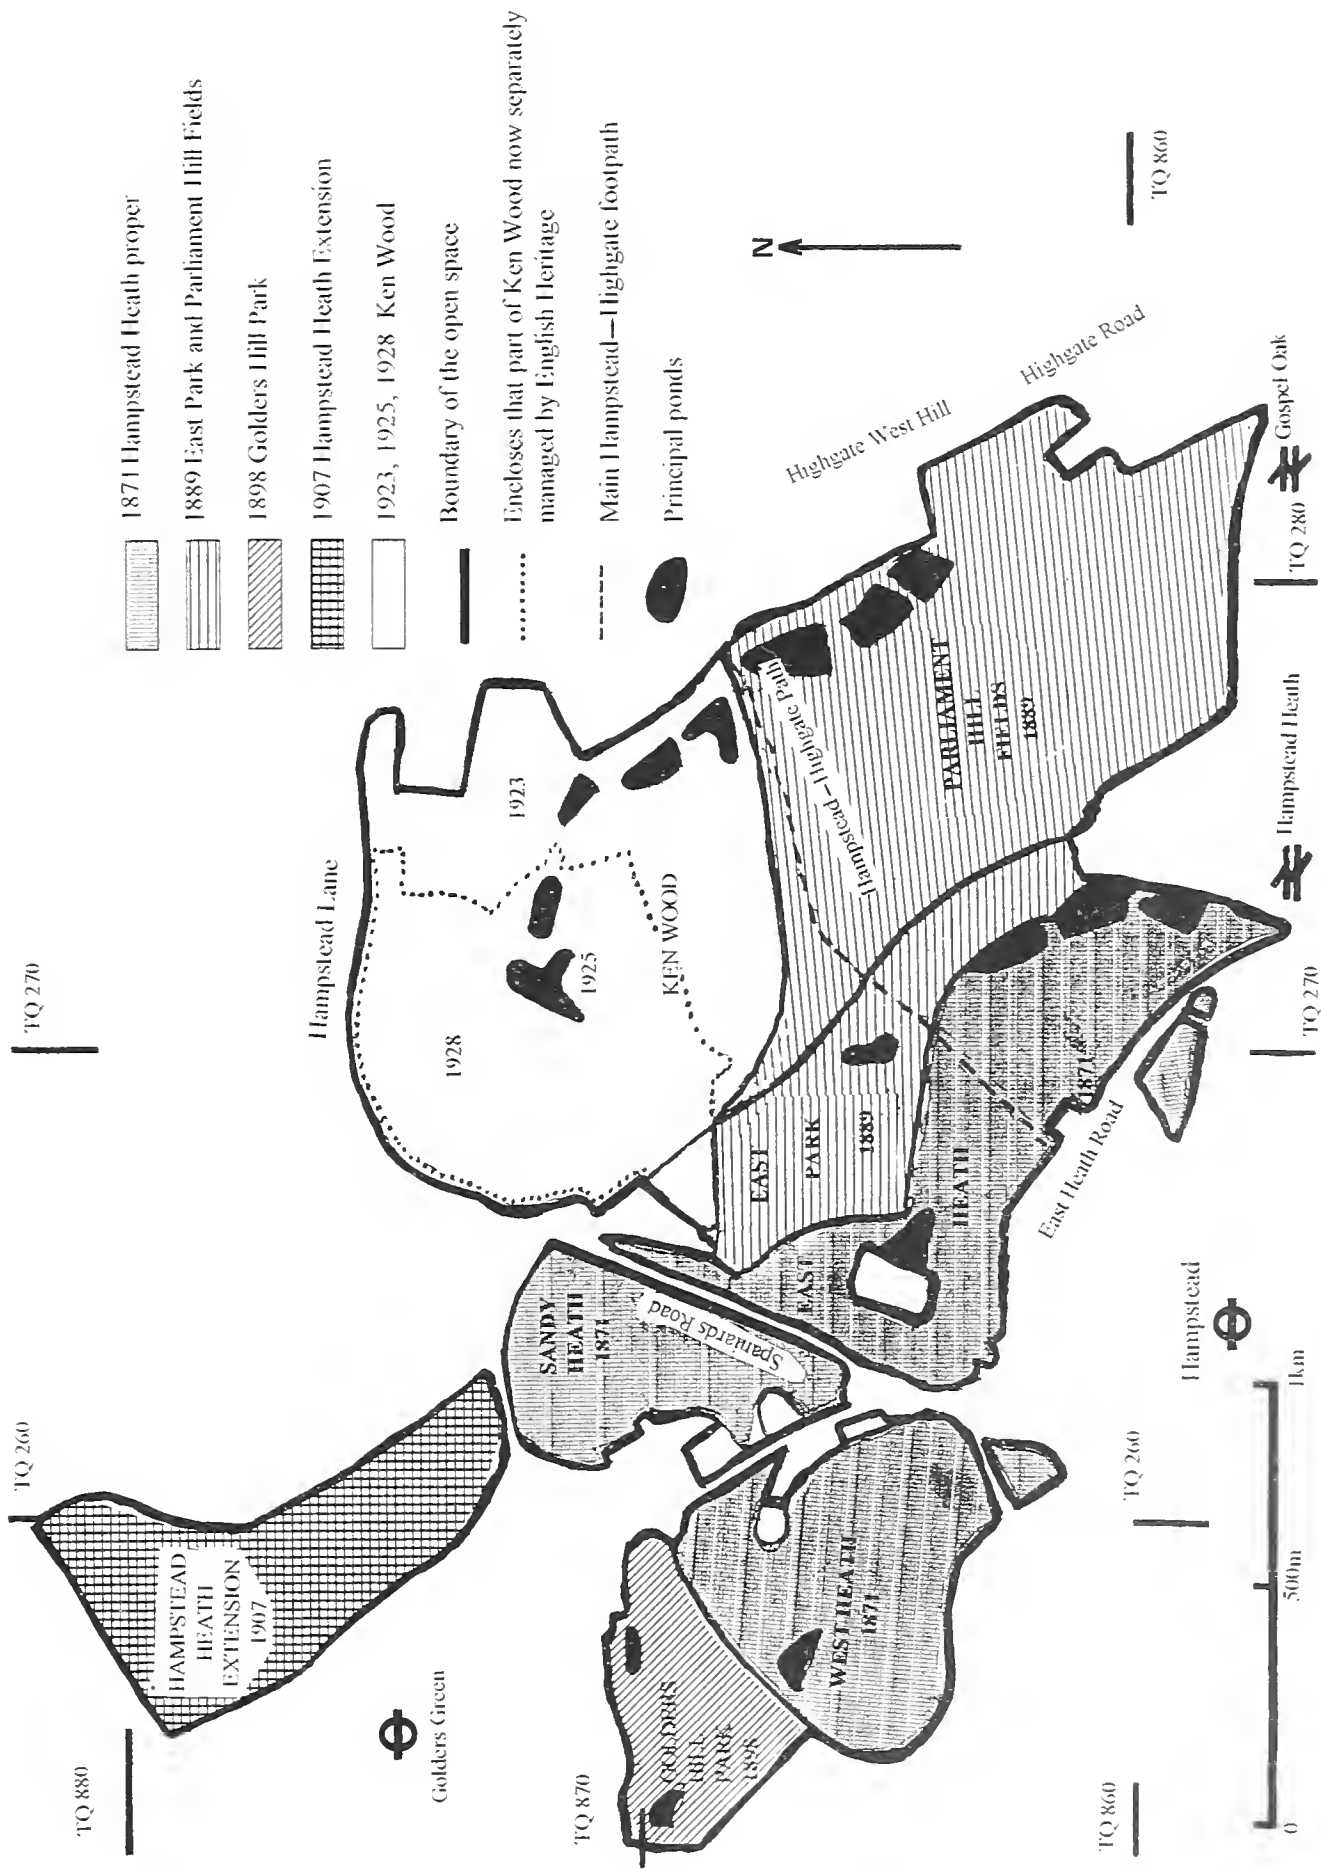 1871 Hampstead Heath proper
1889 East Park and Parliament Hill Fields
1898 Golders Hill Park
1907 Hampstead Heath Extension
1923, 1925, 1928 Ken Wood
Boundary of the open space
Encloses that part of Ken Wood now separately
managed by English Heritage
Main Hampstead–Highgate footpath
Principal ponds
N
TQ 880
TQ 260
TQ 270
HAMPSTEAD
HEATH
EXTENSION
1907
Golders Green
Hampstead Lane
1928
1925
1923
KEN WOOD
TQ 870
GOLDERS
HILL
PARK
1898
SANDY
HEATH
1871
Spaniards Road
WEST HEATH
1871
EAST
HEATH
1871
EAST
PARK
1889
Hampstead–Highgate Path
PARLIAMENT
HILL
FIELDS
1889
Highgate West Hill
Highgate Road
East Heath Road
Hampstead
Hampstead Heath
Gospel Oak
TQ 860
TQ 260
TQ 270
TQ 280
TQ 860
0
500m
1km